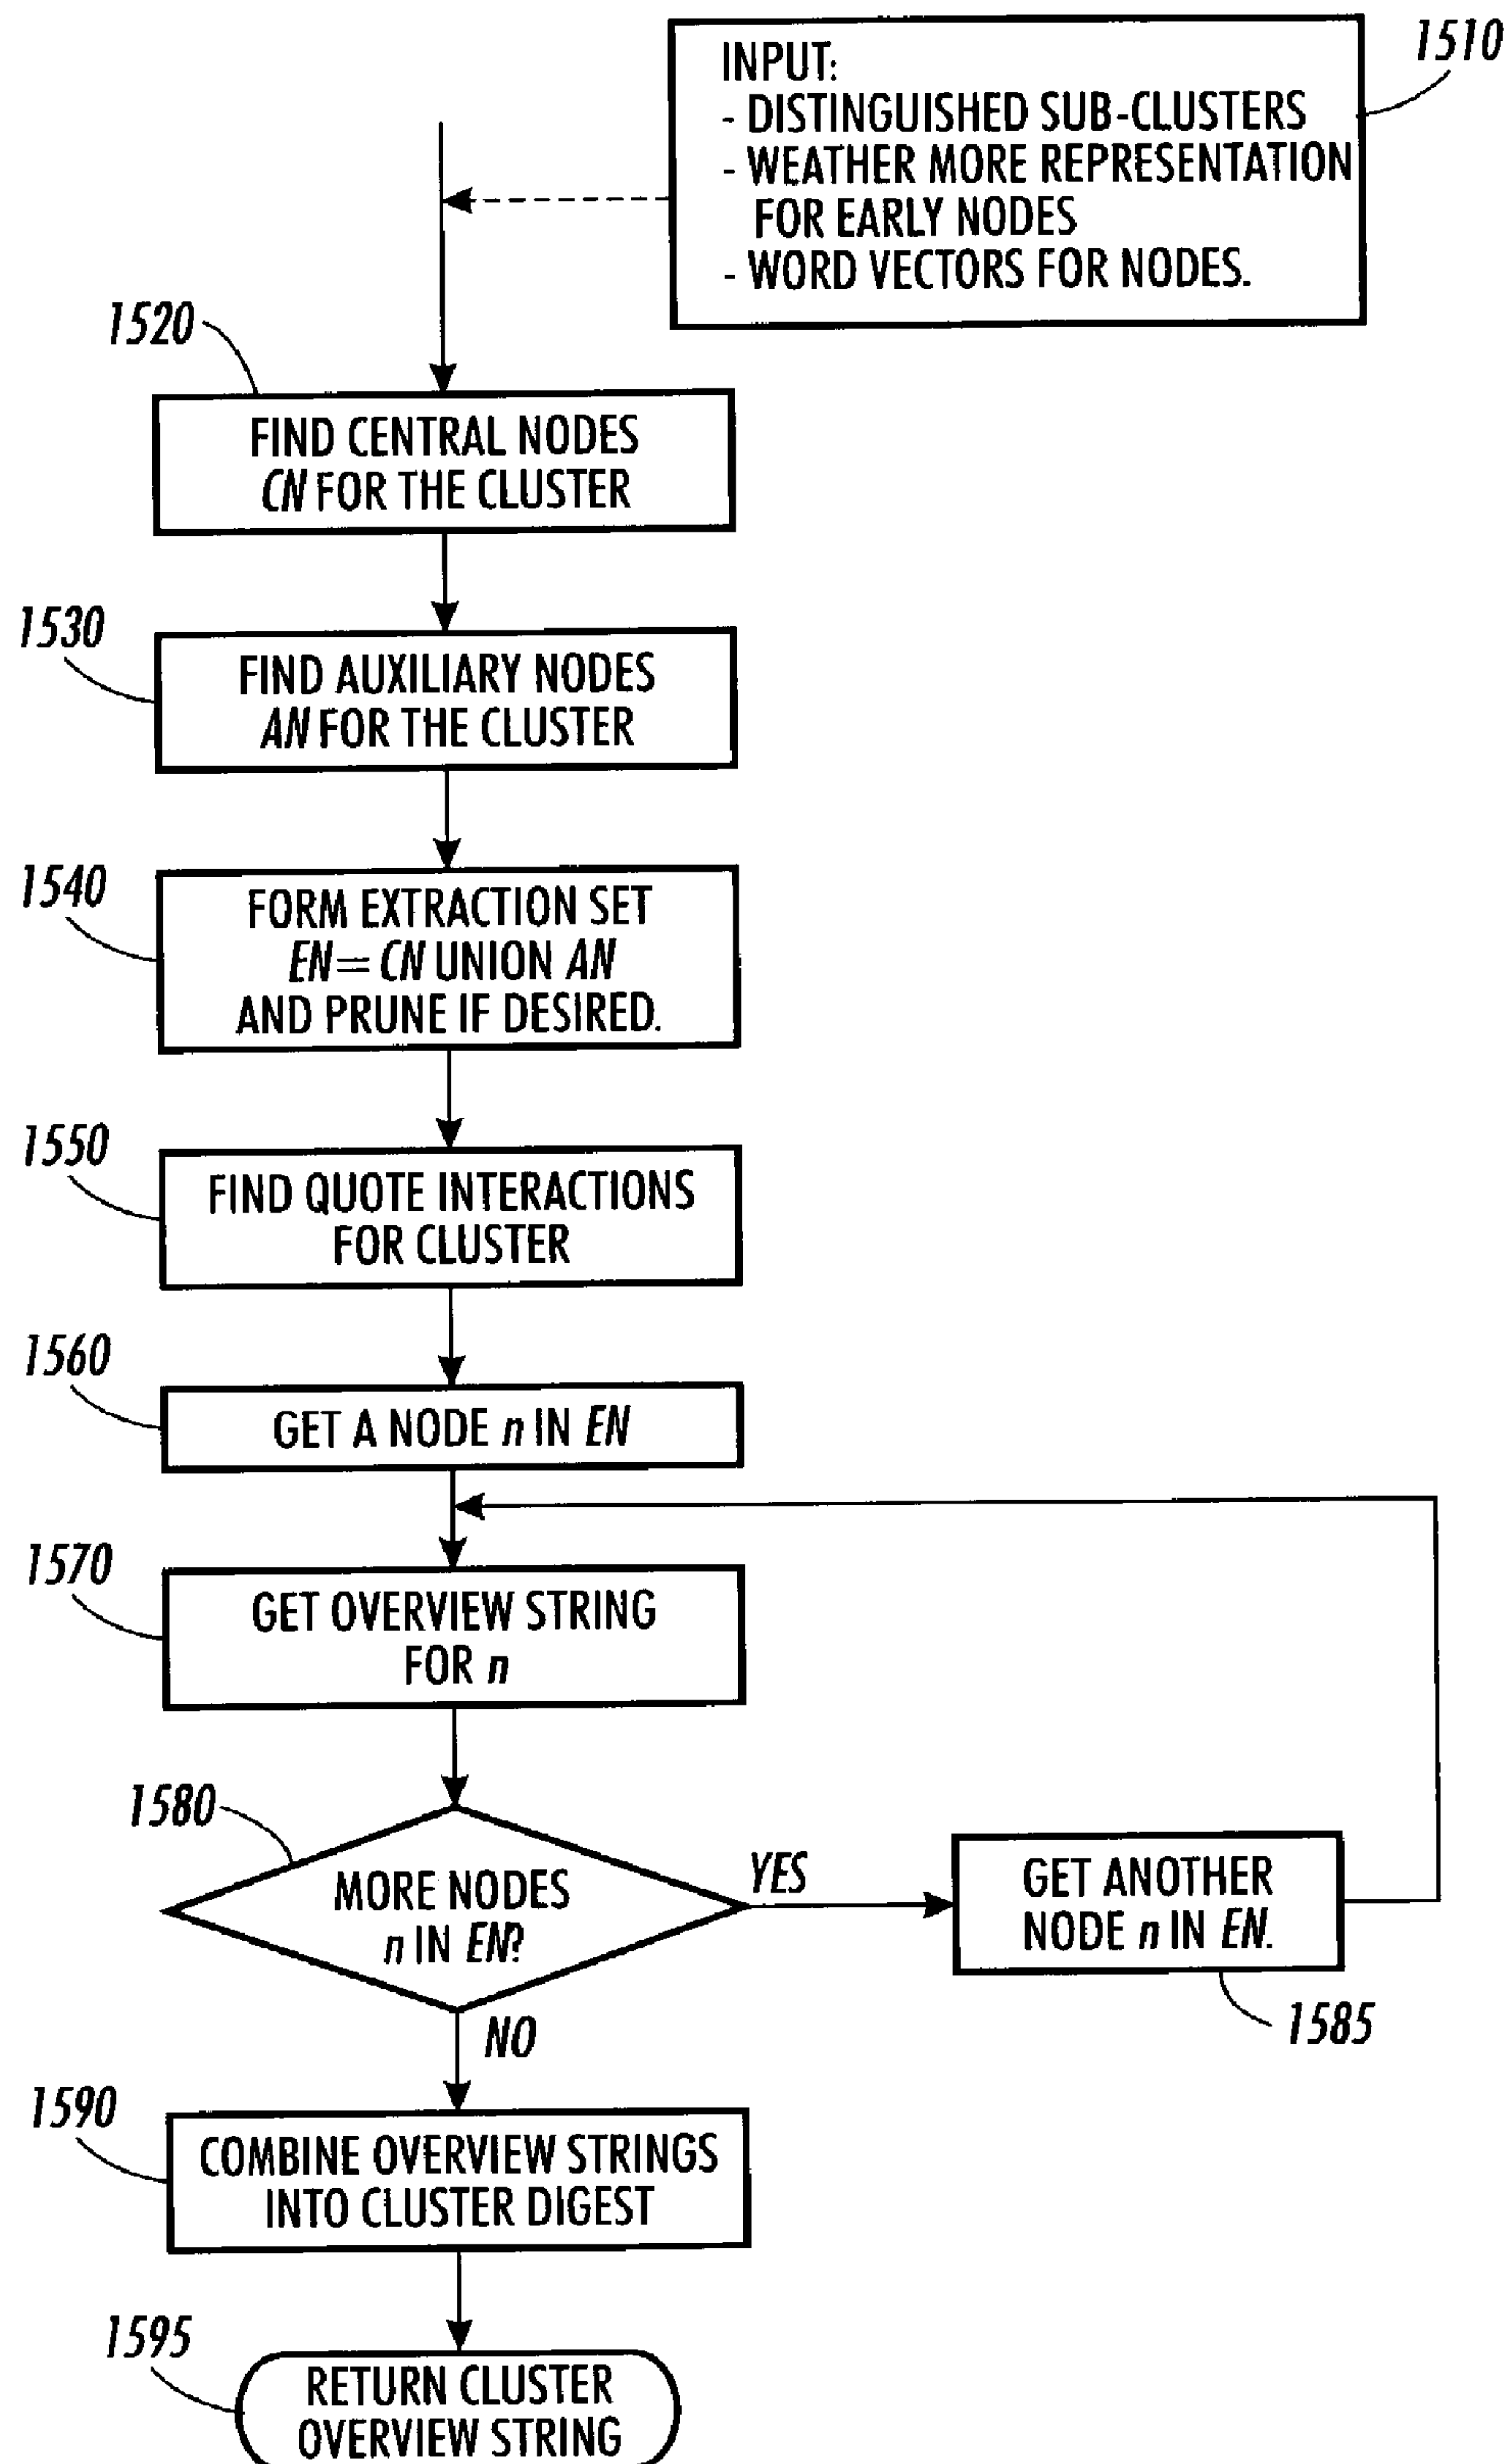 1510
INPUT:
- DISTINGUISHED SUB-CLUSTERS
- WEATHER MORE REPRESENTATION
FOR EARLY NODES
- WORD VECTORS FOR NODES.
1520
FIND CENTRAL NODES
CN FOR THE CLUSTER
1530
FIND AUXILIARY NODES
AN FOR THE CLUSTER
1540
FORM EXTRACTION SET
EN = CN UNION AN
AND PRUNE IF DESIRED.
1550
FIND QUOTE INTERACTIONS
FOR CLUSTER
1560
GET A NODE n IN EN
1570
GET OVERVIEW STRING
FOR n
1580
MORE NODES
n IN EN?
YES
GET ANOTHER
NODE n IN EN.
1585
NO
1590
COMBINE OVERVIEW STRINGS
INTO CLUSTER DIGEST
1595
RETURN CLUSTER
OVERVIEW STRING